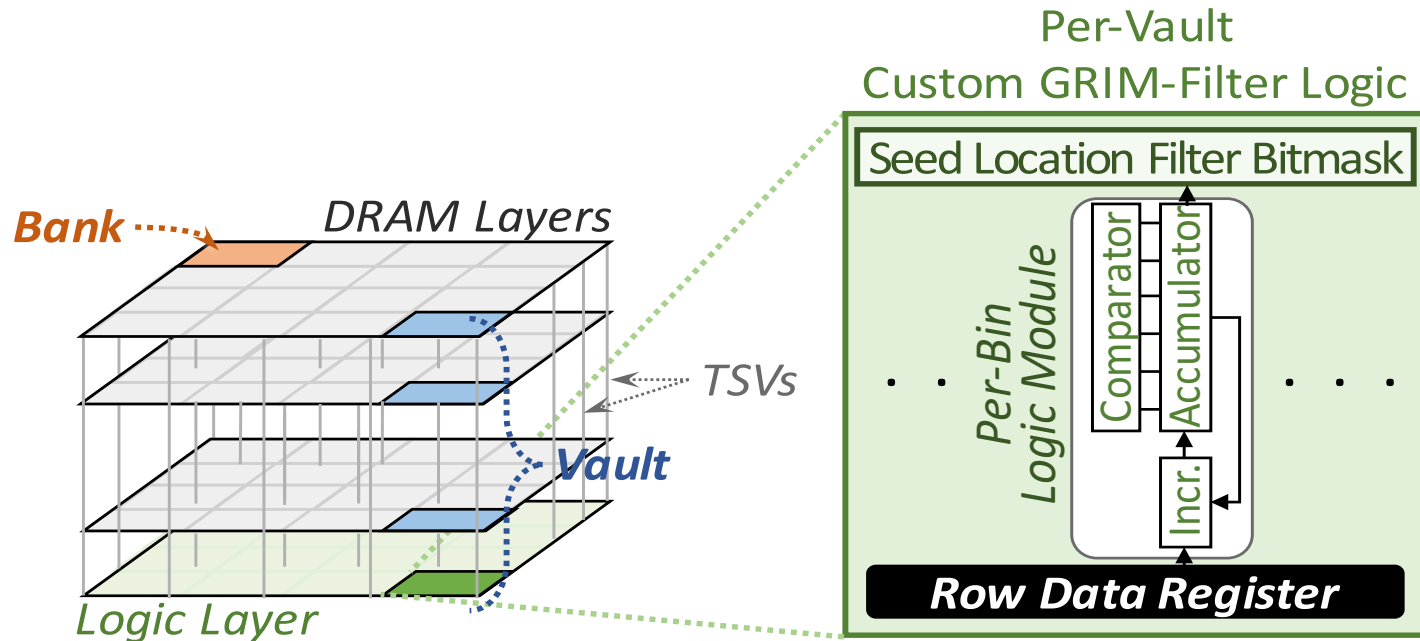 Per-Vault
Custom GRIM-Filter Logic
Seed Location Filter Bitmask
DRAM Layers
Bank
Comparator
Accumulator
Per-Bin
Logic Module
TSVs
Vault
Incr.
Row Data Register
Logic Layer